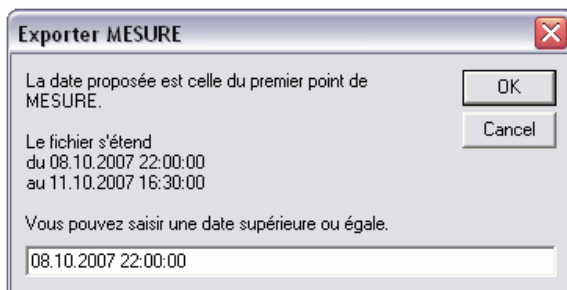 Exporter MESURE
La date proposée est celle du premier point de
MESURE.
OK
Cancel
Le fichier s'étend
du 08.10.2007 22:00:00
au 11.10.2007 16:30:00
Vous pouvez saisir une date supérieure ou égale.
08.10.2007 22:00:00